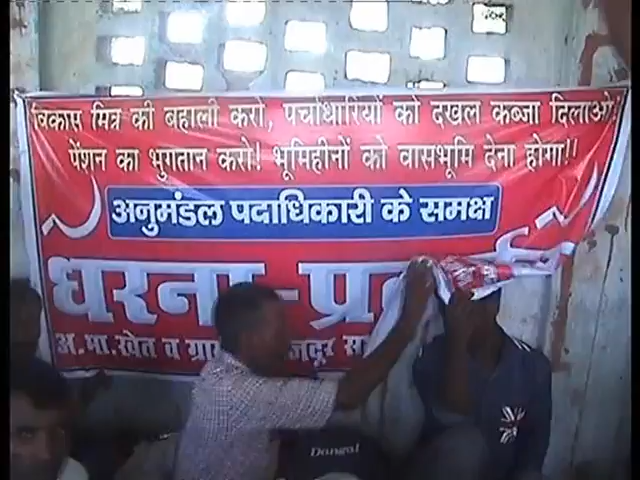 विकास मित्र की बहाली करो, पर्चाधारियों को दखल कब्जा दिलाओ!
पेंशन का भुगतान करो! भूमिहीनों को वासभूमि देना होगा!!
अनुमंडल पदाधिकारी के समक्ष
धरना-प्र
अ.भा.खेत व
Dangal